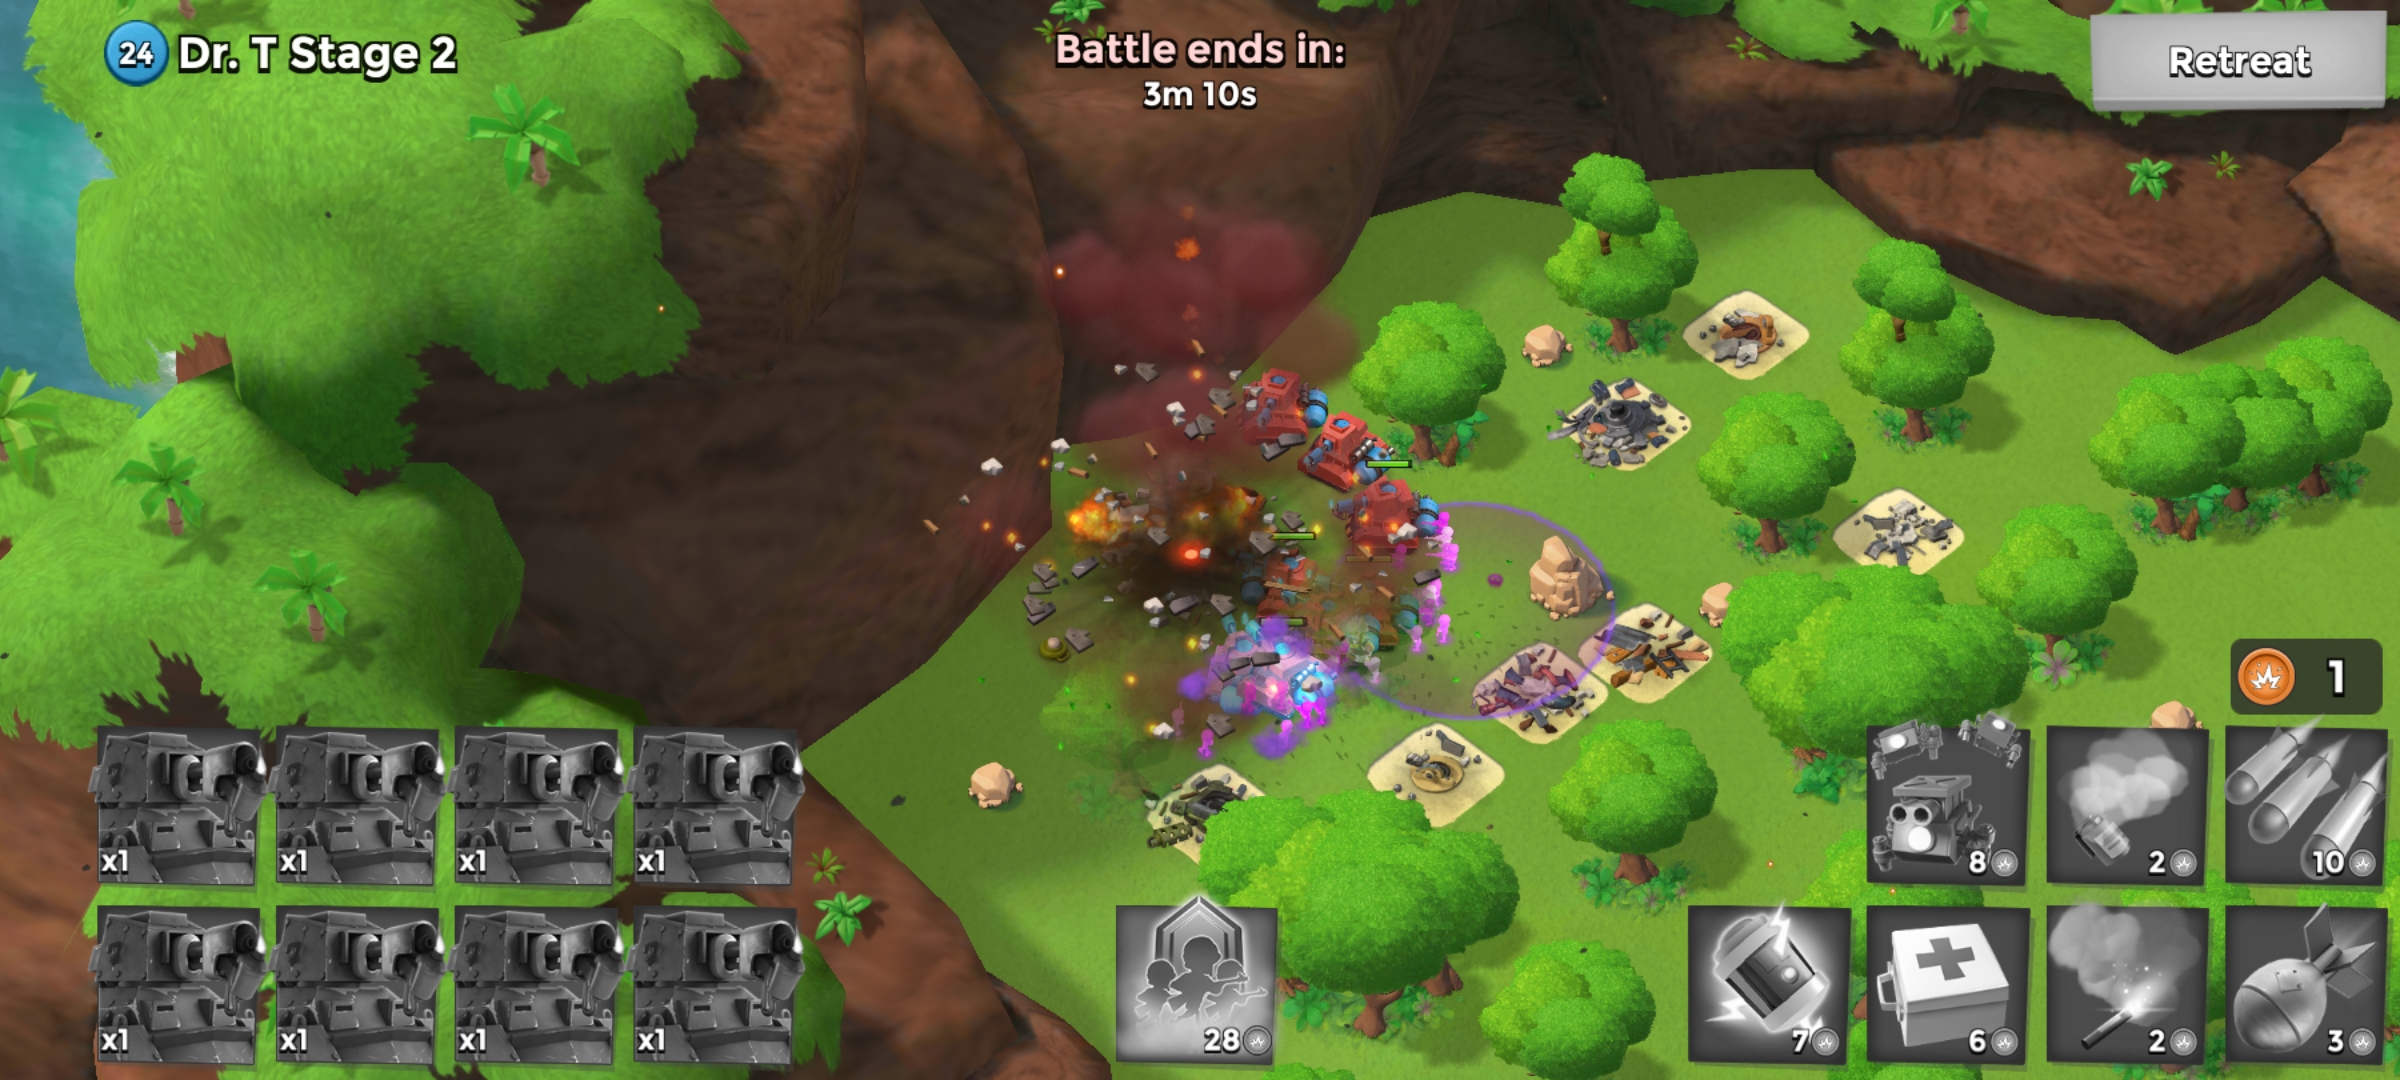 24 Dr. T Stage 2
Battle ends in:
3m 10s
Retreat
1
x1 x1 x1 x1
8 2 10
x1 x1 x1 x1
28 7 6 2 3